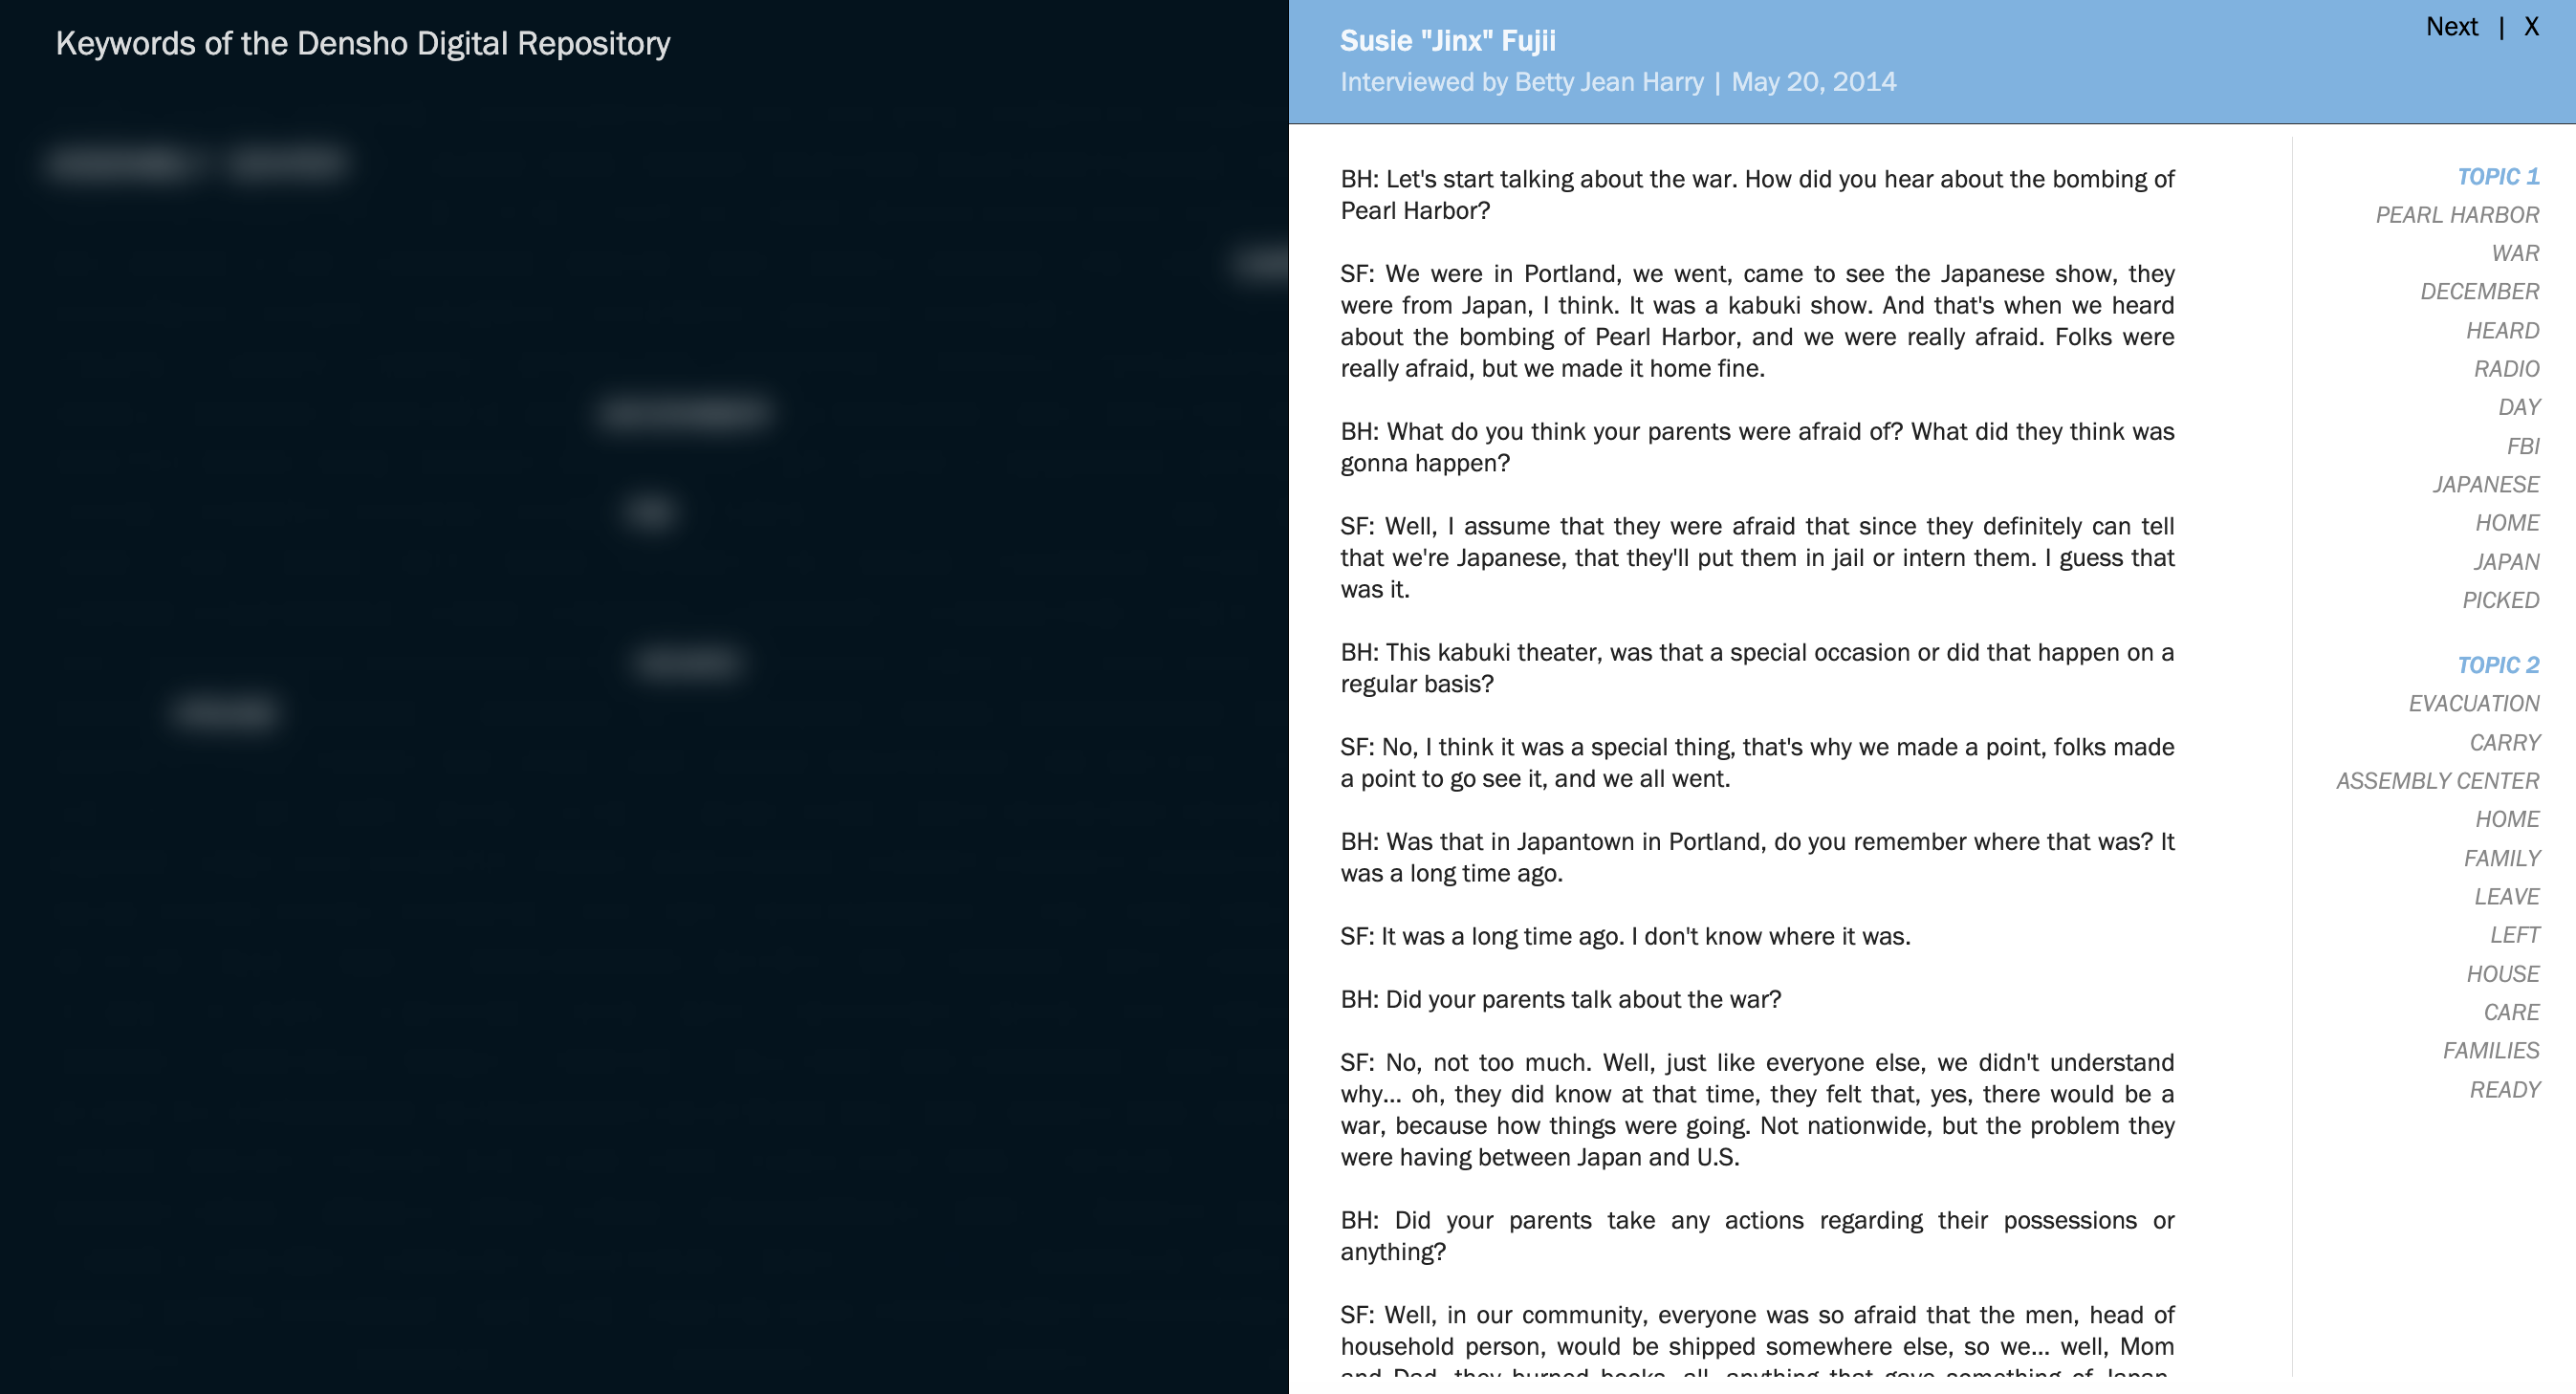 Keywords of the Densho Digital Repository
Susie "Jinx" Fujii
Interviewed by Betty Jean Harry | May 20, 2014
Next | X
BH: Let's start talking about the war. How did you hear about the bombing of
Pearl Harbor?
SF: We were in Portland, we went, came to see the Japanese show, they
were from Japan, I think. It was a kabuki show. And that's when we heard
about the bombing of Pearl Harbor, and we were really afraid. Folks were
really afraid, but we made it home fine.
BH: What do you think your parents were afraid of? What did they think was
gonna happen?
SF: Well, I assume that they were afraid that since they definitely can tell
that we're Japanese, that they'll put them in jail or intern them. I guess that
was it.
BH: This kabuki theater, was that a special occasion or did that happen on a
regular basis?
SF: No, I think it was a special thing, that's why we made a point, folks made
a point to go see it, and we all went.
BH: Was that in Japantown in Portland, do you remember where that was? It
was a long time ago.
SF: It was a long time ago. I don't know where it was.
BH: Did your parents talk about the war?
SF: No, not too much. Well, just like everyone else, we didn't understand
why... oh, they did know at that time, they felt that, yes, there would be a
war, because how things were going. Not nationwide, but the problem they
were having between Japan and U.S.
BH: Did your parents take any actions regarding their possessions or
anything?
SF: Well, in our community, everyone was so afraid that the men, head of
household person, would be shipped somewhere else, so we... well, Mom
and Dad, they burned books, all, anything that gave something of Japan,
TOPIC 1
PEARL HARBOR
WAR
DECEMBER
HEARD
RADIO
DAY
FBI
JAPANESE
HOME
JAPAN
PICKED
TOPIC 2
EVACUATION
CARRY
ASSEMBLY CENTER
HOME
FAMILY
LEAVE
LEFT
HOUSE
CARE
FAMILIES
READY